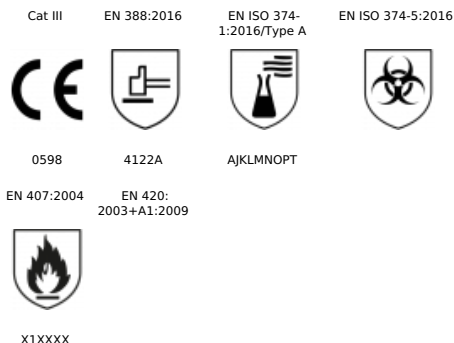 Cat III
EN 388:2016
EN ISO 374-
1:2016/Type A
EN ISO 374-5:2016
CE
0598
4122A
AJKLMNOPT
EN 407:2004
EN 420:
2003+A1:2009
X1XXXX